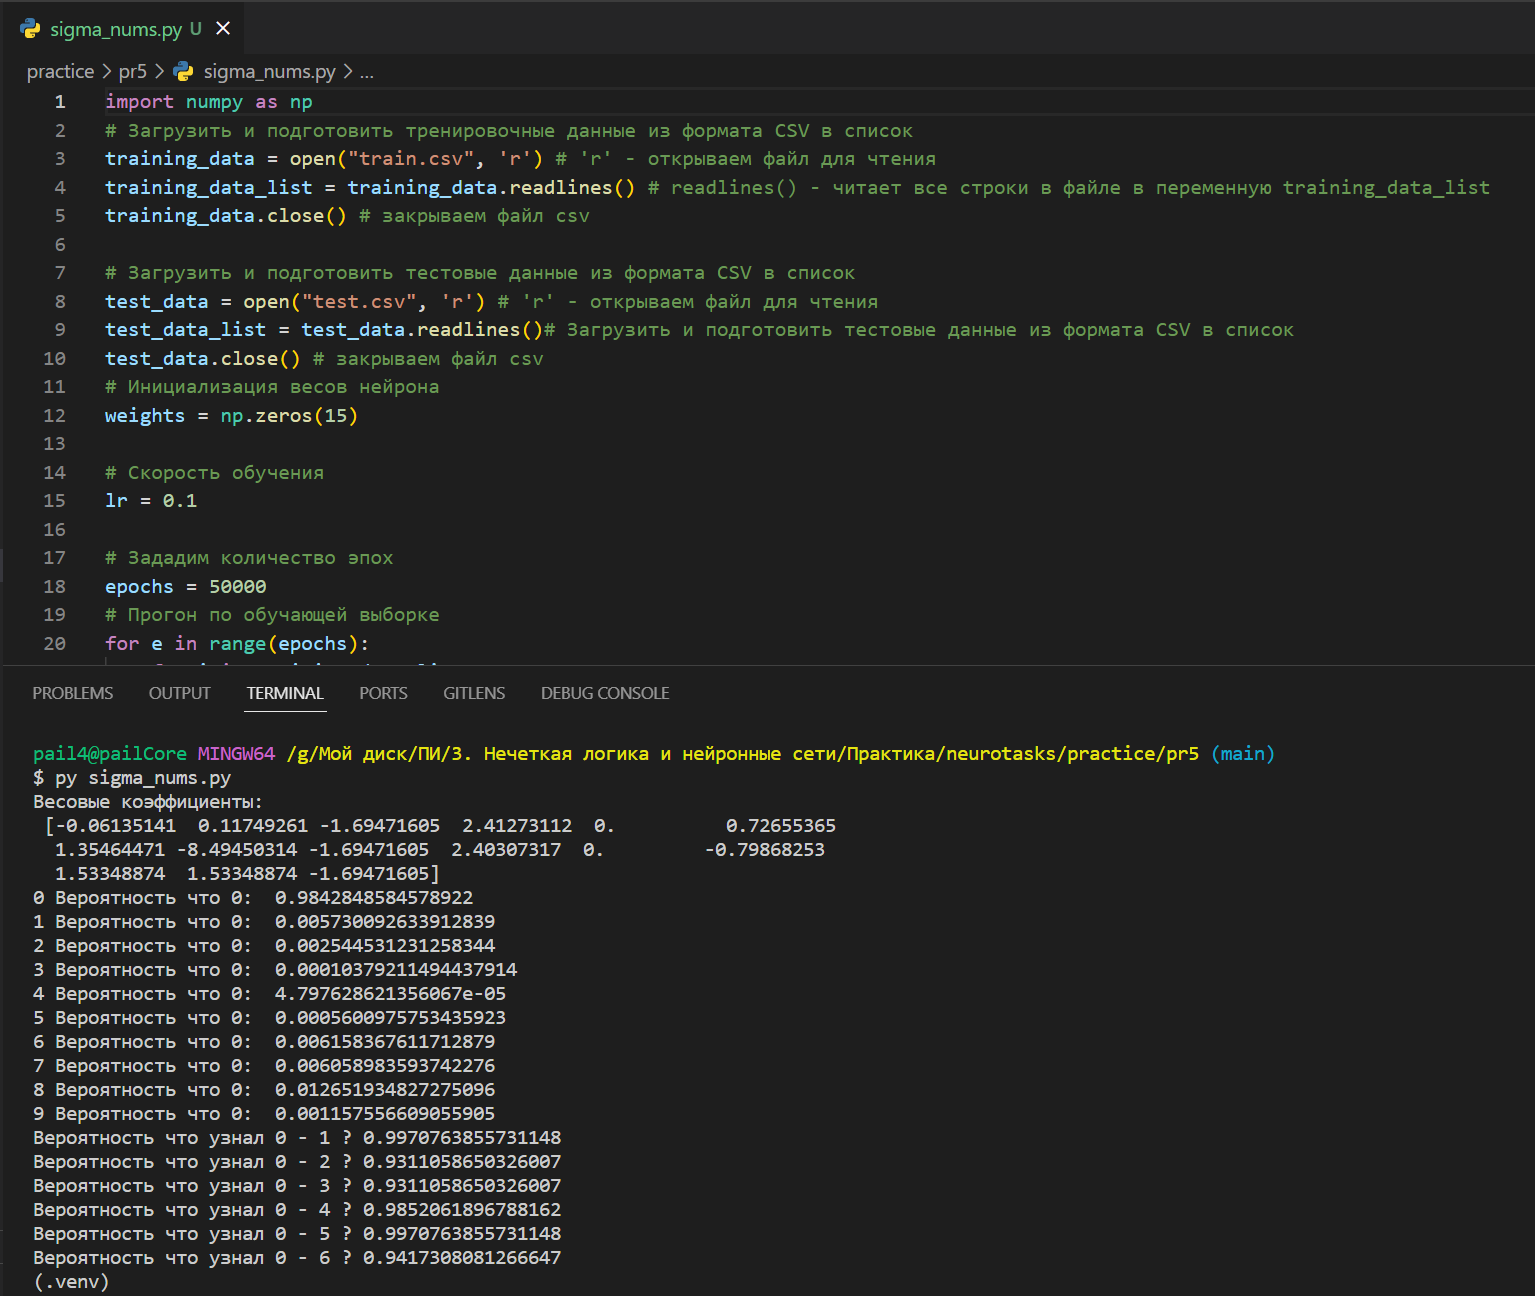 sigma_nums.py U
practice > pr5 > sigma_nums.py > ...
1 import numpy as np
2 # Загрузить и подготовить тренировочные данные из формата CSV в список
3 training_data = open("train.csv", 'r') # 'r' - открываем файл для чтения
4 training_data_list = training_data.readlines() # readlines() - читает все строки в файле в переменную training_data_list
5 training_data.close() # закрываем файл csv
6
7 # Загрузить и подготовить тестовые данные из формата CSV в список
8 test_data = open("test.csv", 'r') # 'r' - открываем файл для чтения
9 test_data_list = test_data.readlines()# Загрузить и подготовить тестовые данные из формата CSV в список
10 test_data.close() # закрываем файл csv
11 # Инициализация весов нейрона
12 weights = np.zeros(15)
13
14 # Скорость обучения
15 lr = 0.1
16
17 # Зададим количество эпох
18 epochs = 50000
19 # Прогон по обучающей выборке
20 for e in range(epochs):
PROBLEMS OUTPUT TERMINAL PORTS GITLENS DEBUG CONSOLE
pail4@pailCore MINGW64 /g/Мой диск/ПИ/3. Нечеткая логика и нейронные сети/Практика/neurotasks/practice/pr5 (main)
$ py sigma_nums.py
Весовые коэффициенты:
[-0.06135141 0.11749261 -1.69471605 2.41273112 0. 0.72655365
1.35464471 -8.49450314 -1.69471605 2.40307317 0. -0.79868253
1.53348874 1.53348874 -1.69471605]
0 Вероятность что 0: 0.9842848584578922
1 Вероятность что 0: 0.005730092633912839
2 Вероятность что 0: 0.002544531231258344
3 Вероятность что 0: 0.00010379211494437914
4 Вероятность что 0: 4.797628621356067e-05
5 Вероятность что 0: 0.0005600975753435923
6 Вероятность что 0: 0.006158367611712879
7 Вероятность что 0: 0.006058983593742276
8 Вероятность что 0: 0.012651934827275096
9 Вероятность что 0: 0.001157556609055905
Вероятность что узнал 0 - 1 ? 0.9970763855731148
Вероятность что узнал 0 - 2 ? 0.9311058650326007
Вероятность что узнал 0 - 3 ? 0.9311058650326007
Вероятность что узнал 0 - 4 ? 0.9852061896788162
Вероятность что узнал 0 - 5 ? 0.9970763855731148
Вероятность что узнал 0 - 6 ? 0.9417308081266647
(.venv)